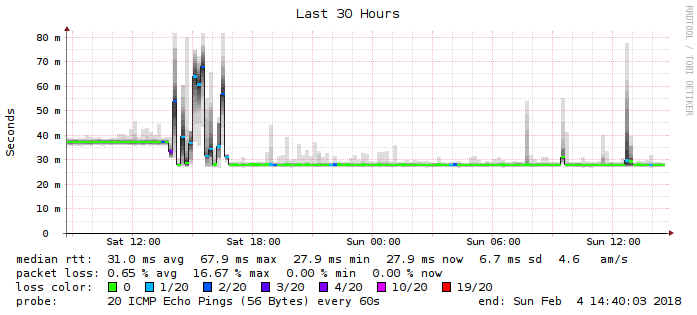 Last 30 Hours
RRDTOOL / TOBI OETIKER
Seconds
80 m
70 m
60 m
50 m
40 m
30 m
20 m
10 m
0
Sat 12:00 Sat 18:00 Sun 00:00 Sun 06:00 Sun 12:00
median rtt: 31.0 ms avg 67.9 ms max 27.9 ms min 27.9 ms now 6.7 ms sd 4.6 am/s
packet loss: 0.65 % avg 16.67 % max 0.00 % min 0.00 % now
loss color: 0 1/20 2/20 3/20 4/20 10/20 19/20
probe: 20 ICMP Echo Pings (56 Bytes) every 60s end: Sun Feb 4 14:40:03 2018